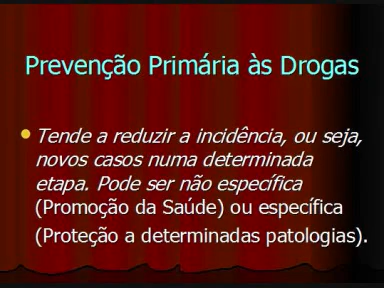 Prevenção Primária às Drogas
Tende a reduzir a incidência, ou seja,
novos casos numa determinada
etapa. Pode ser não específica
(Promoção da Saúde) ou específica
(Proteção a determinadas patologias).